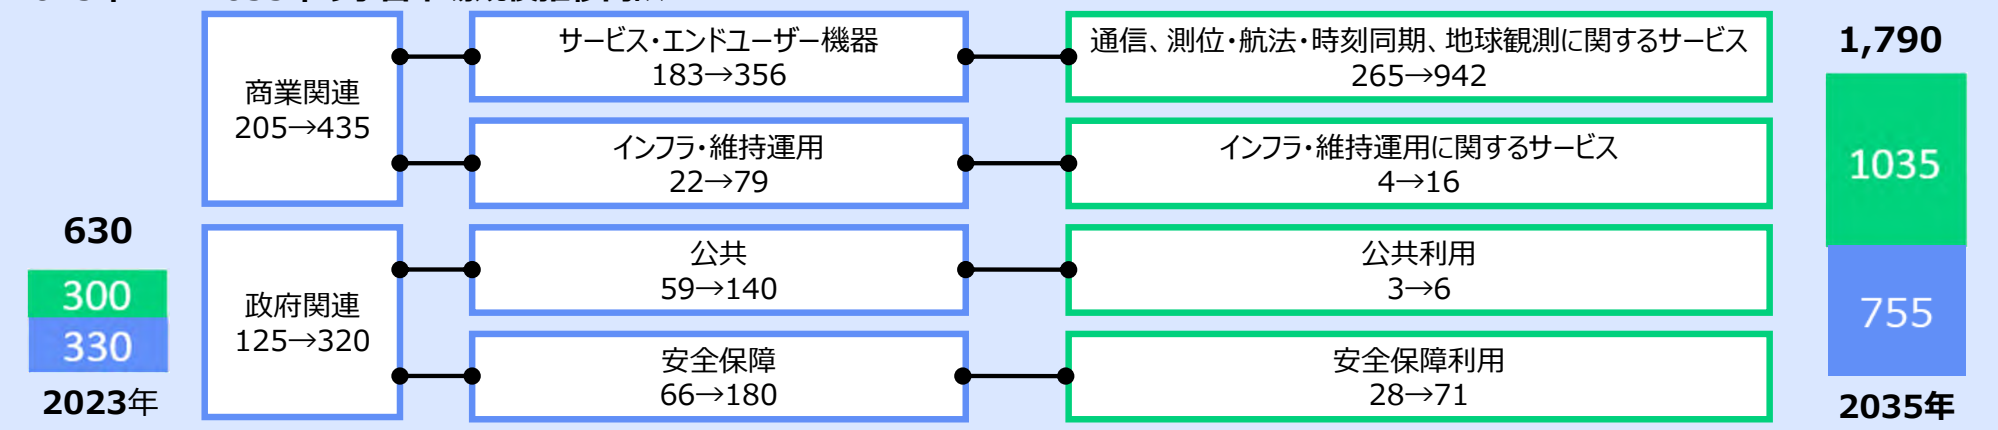 630
300
330
2023年
商業関連
205→435
政府関連
125→320
サービス・エンドユーザー機器
183→356
インフラ・維持運用
22→79
公共
59→140
安全保障
66→180
通信、測位・航法・時刻同期、地球観測に関するサービス
265→942
インフラ・維持運用に関するサービス
4→16
公共利用
3→6
安全保障利用
28→71
1,790
1035
755
2035年